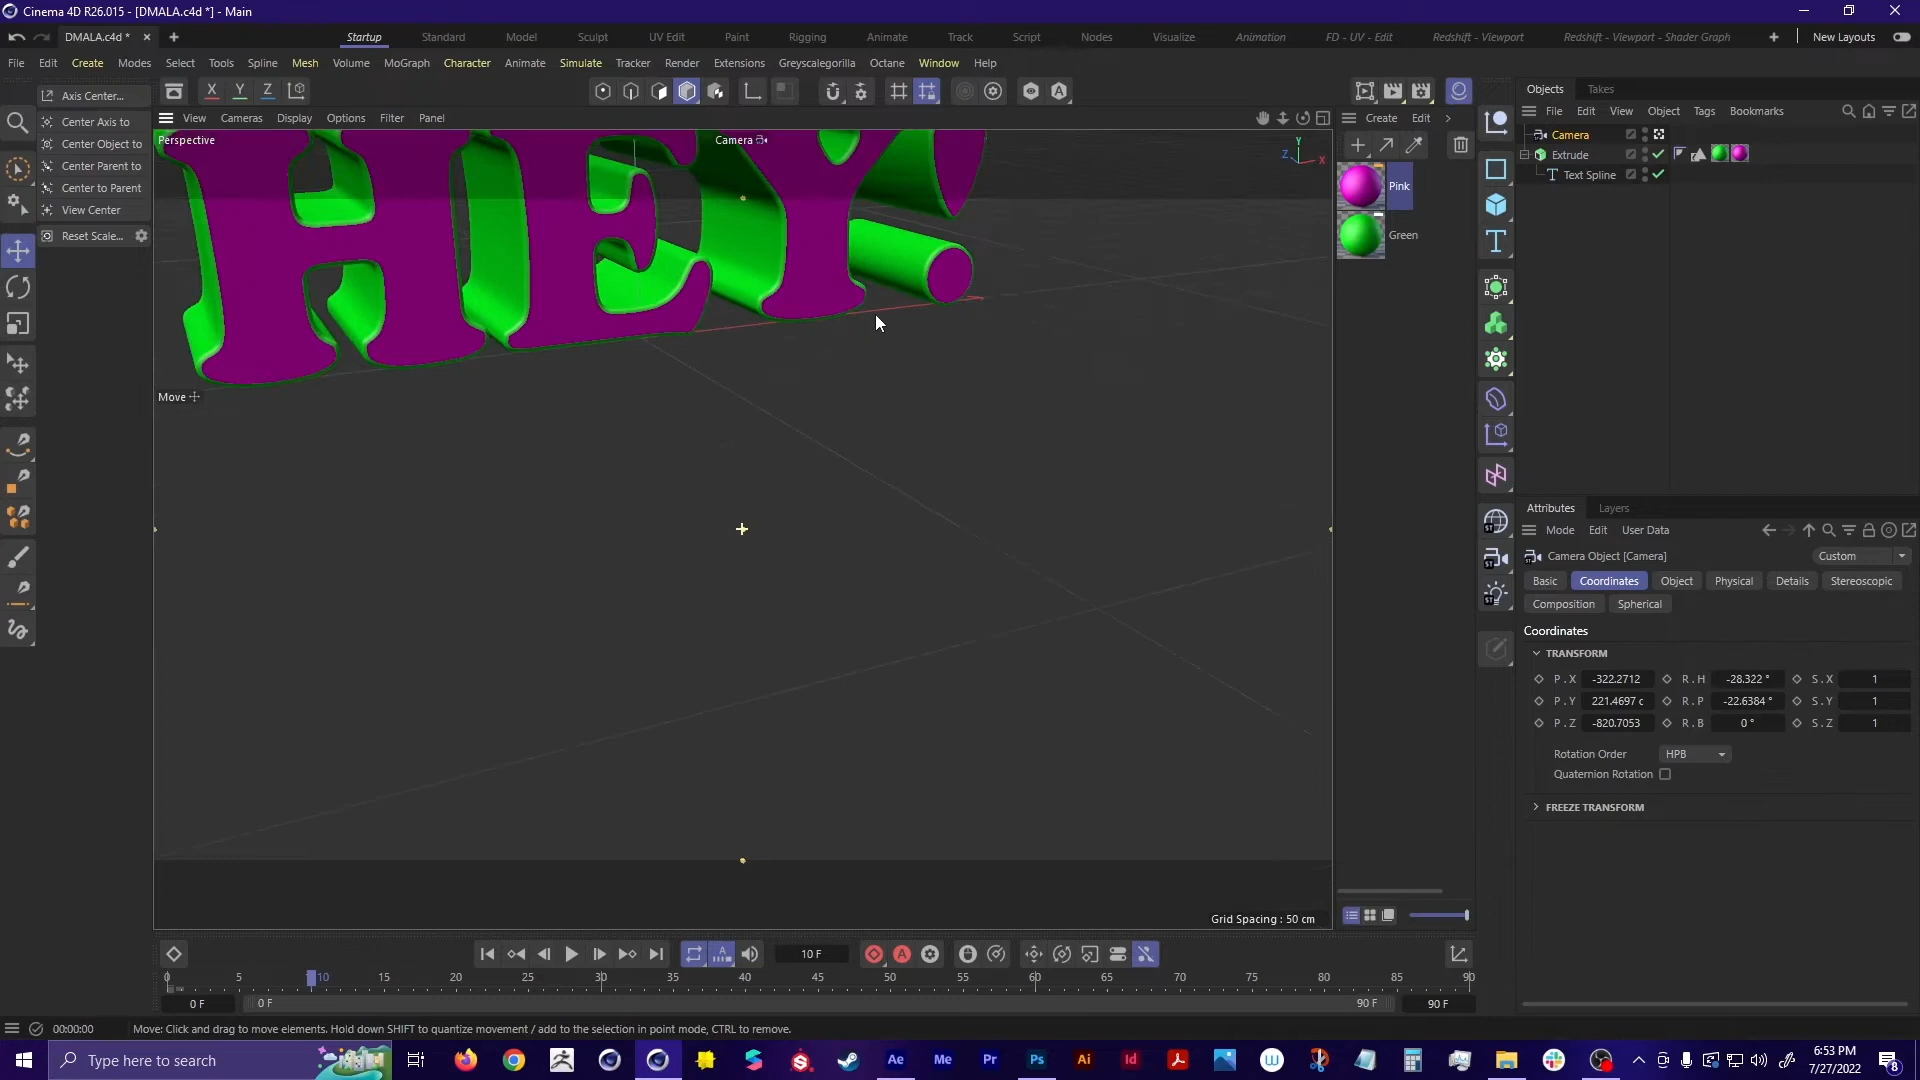 Cinema 4D R26.015 - [DMALA.c4d *] - Main
DMALA.c4d *
Startup
Standard
Model
Sculpt
UV Edit
Paint
Rigging
Animate
Track
Script
Nodes
Visualize
Animation
FD - UV - Edit
Redshift - Viewport
Redshift - Viewport - Shader Graph
New Layouts
File
Edit
Create
Modes
Select
Tools
Spline
Mesh
Volume
MoGraph
Character
Animate
Simulate
Tracker
Render
Extensions
Greyscalegorilla
Octane
Window
Help
Axis Center...
Center Axis to
Center Object to
Center Parent to
Center to Parent
View Center
Reset Scale...
X
Y
Z
View
Cameras
Display
Options
Filter
Panel
Perspective
Camera
Y
Z
X
HEY
Move
Grid Spacing : 50 cm
Create
Edit
Pink
Green
Objects
Takes
File
Edit
View
Object
Tags
Bookmarks
Camera
Extrude
Text Spline
Attributes
Layers
Mode
Edit
User Data
Camera Object [Camera]
Custom
Basic
Coordinates
Object
Physical
Details
Stereoscopic
Composition
Spherical
Coordinates
TRANSFORM
P . X -322.2712 R . H -28.322 ° S . X 1
P . Y 221.4697 c R . P -22.6384 ° S . Y 1
P . Z -820.7053 R . B 0 ° S . Z 1
Rotation Order HPB
Quaternion Rotation
FREEZE TRANSFORM
10 F
0 5 10 15 20 25 30 35 40 45 50 55 60 65 70 75 80 85 90
0 F
0 F
90 F
90 F
00:00:00
Move: Click and drag to move elements. Hold down SHIFT to quantize movement / add to the selection in point mode, CTRL to remove.
Type here to search
Ae
Me
Pr
Ps
Ai
Id
6:53 PM
7/27/2022
8